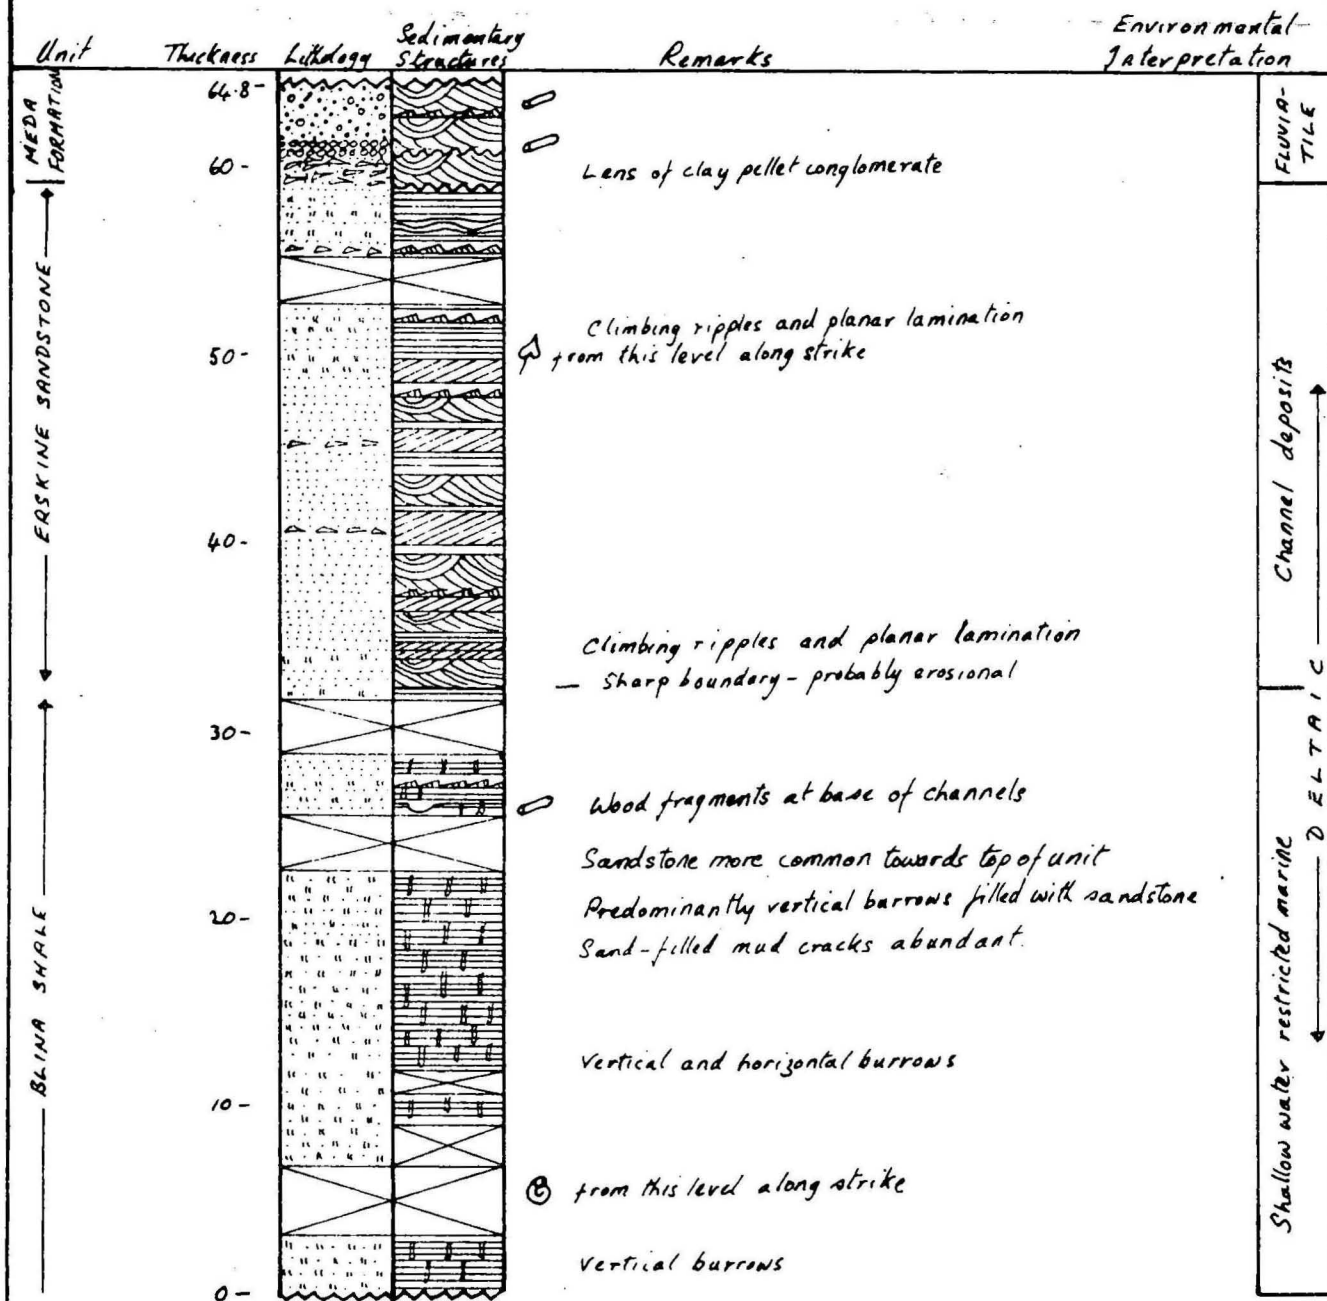 Unit Thickness Lithology Sedimentary Structures Remarks Environmental Interpretation
MEDA FORMATION
ERSKINE SANDSTONE
BLINA SHALE
64.8-
60-
50-
40-
30-
20-
10-
0-
Lens of clay pellet conglomerate
Climbing ripples and planar lamination
from this level along strike
Climbing ripples and planar lamination
— Sharp boundary - probably erosional
Wood fragments at base of channels
Sandstone more common towards top of unit
Predominantly vertical burrows filled with sandstone
Sand-filled mud cracks abundant.
Vertical and horizontal burrows
from this level along strike
Vertical burrows
FLUVIA-
TILE
Channel deposits
Shallow water restricted marine
DELTAIC